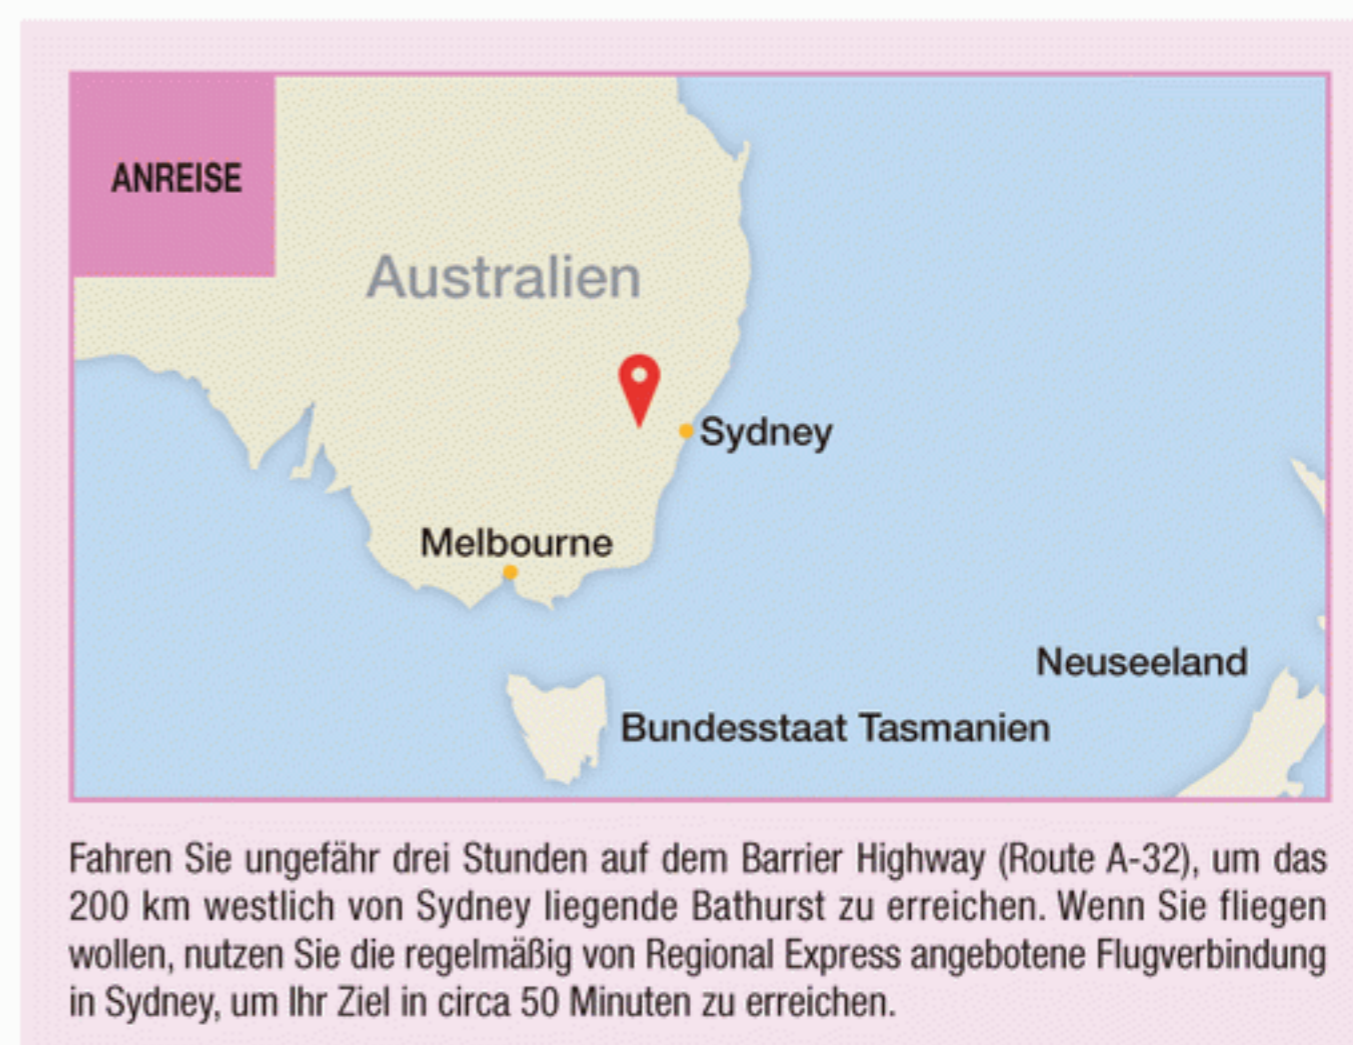 ANREISE
Australien
Sydney
Melbourne
Neuseeland
Bundesstaat Tasmanien
Fahren Sie ungefähr drei Stunden auf dem Barrier Highway (Route A-32), um das
200 km westlich von Sydney liegende Bathurst zu erreichen. Wenn Sie fliegen
wollen, nutzen Sie die regelmäßig von Regional Express angebotene Flugverbindung
in Sydney, um Ihr Ziel in circa 50 Minuten zu erreichen.